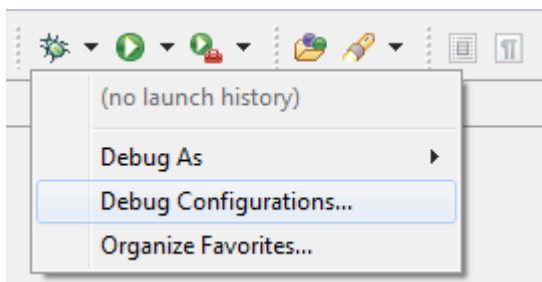 (no launch history)
Debug As
Debug Configurations...
Organize Favorites...